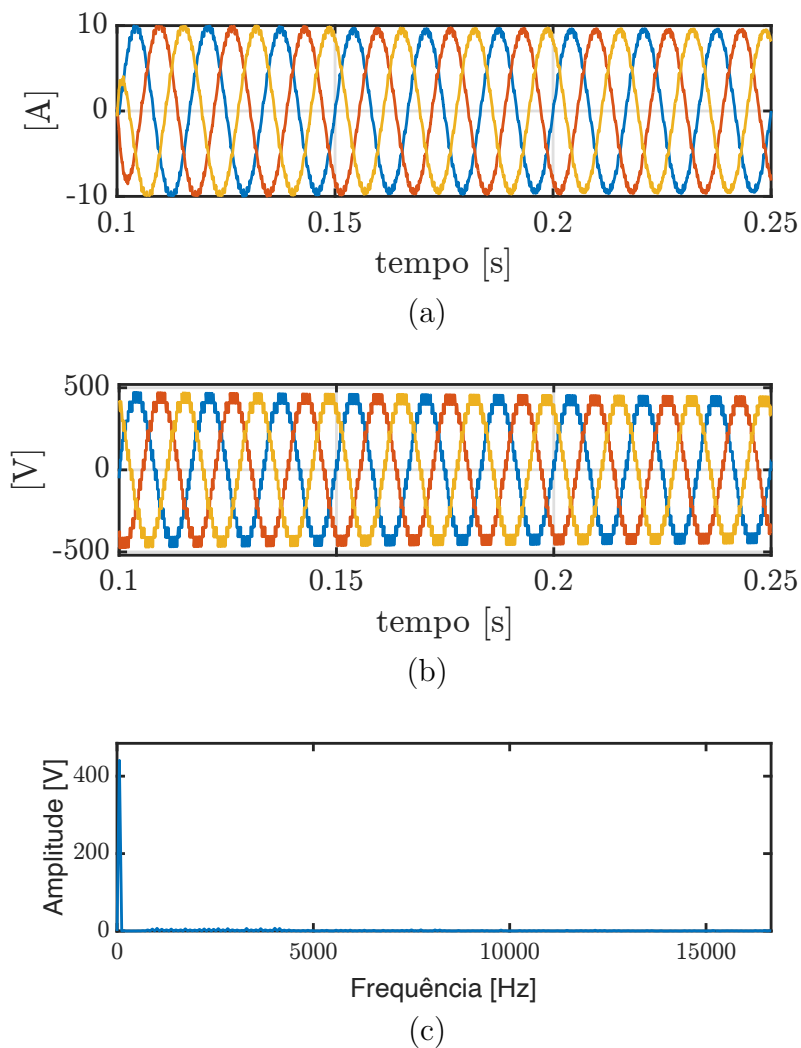 10
[A]
0
-10
0.1 0.15 0.2 0.25
tempo [s]
(a)
500
[V]
0
-500
0.1 0.15 0.2 0.25
tempo [s]
(b)
400
Amplitude [V]
200
0
0 5000 10000 15000
Frequência [Hz]
(c)